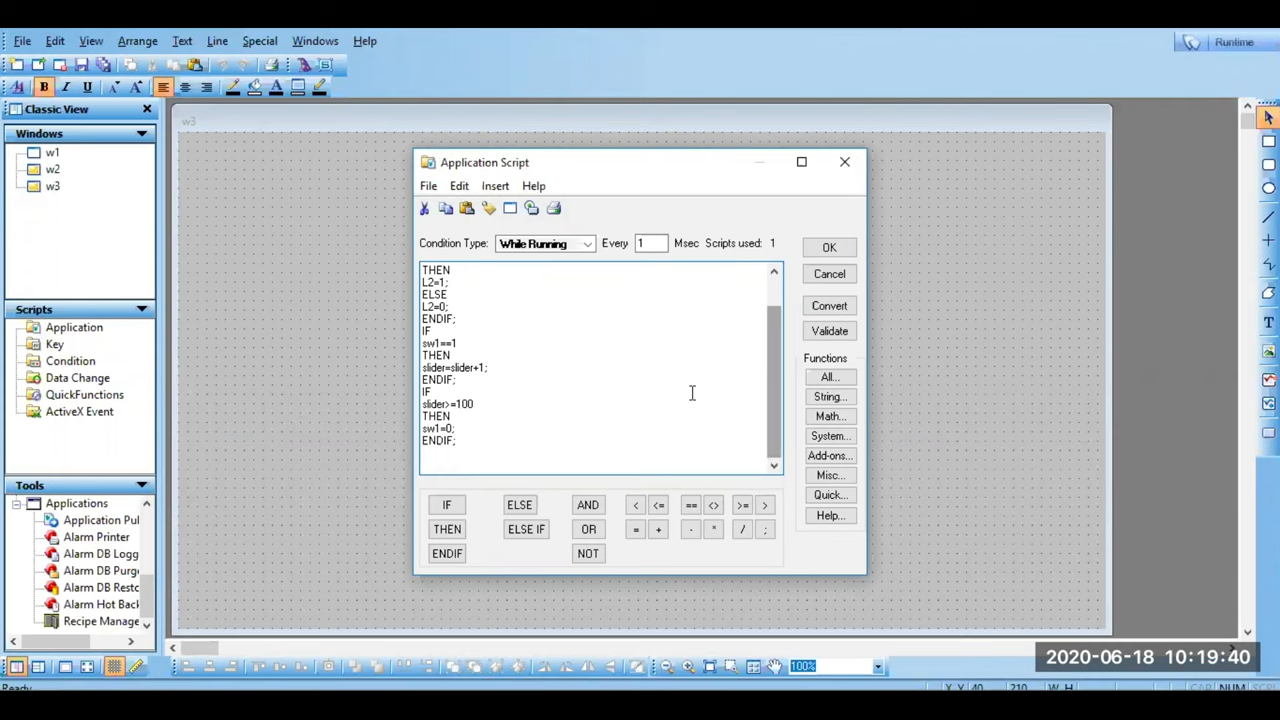 File Edit View Arrange Text Line Special Windows Help
Runtime
B I U A A A
Classic View
Windows
w1
w2
w3
Scripts
Application
Key
Condition
Data Change
QuickFunctions
ActiveX Event
Tools
Applications
Application Pul
Alarm Printer
Alarm DB Logg
Alarm DB Purge
Alarm DB Resto
Alarm Hot Back
Recipe Manage
w3
Application Script
File Edit Insert Help
Condition Type: While Running Every 1 Msec Scripts used: 1
THEN
L2=1;
ELSE
L2=0;
ENDIF;
IF
sw1==1
THEN
slider=slider+1;
ENDIF;
IF
slider>=100
THEN
sw1=0;
ENDIF;
OK
Cancel
Convert
Validate
Functions
All...
String...
Math...
System...
Add-ons...
Misc...
Quick...
Help...
IF ELSE AND < <= == <> >= >
THEN ELSE IF OR = + - * / ;
ENDIF NOT
T
100%
2020-06-18 10:19:40
Ready X, Y 40 210 W, H CAP NUM SCRL